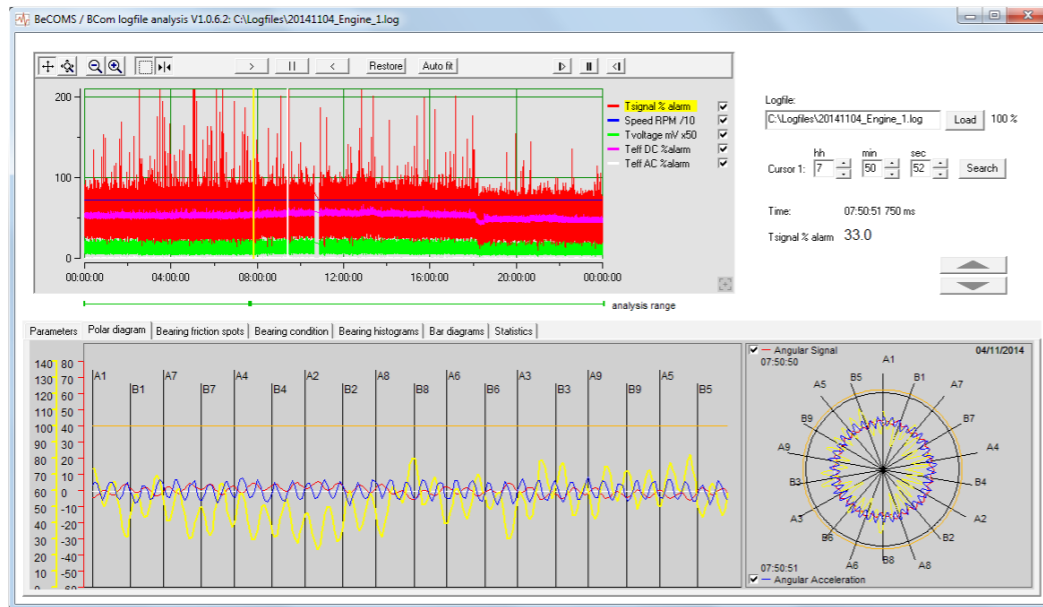 BeCOMS / BCom logfile analysis V1.0.6.2: C:\Logfiles\20141104_Engine_1.log
> || < Restore Auto fit
200
100
0
00:00:00 04:00:00 08:00:00 12:00:00 16:00:00 20:00:00 00:00:00
Tsignal % alarm
Speed RPM /10
Tvoltage mV x50
Teff DC %alarm
Teff AC %alarm
analysis range
Logfile:
C:\Logfiles\20141104_Engine_1.log Load 100 %
hh min sec
Cursor 1: 7 50 52 Search
Time: 07:50:51 750 ms
Tsignal % alarm 33.0
Parameters Polar diagram Bearing friction spots Bearing condition Bearing histograms Bar diagrams Statistics
140 80
130 70
120 60
110 50
100 40
90 30
80 20
70 10
60 0
50 -10
40 -20
30 -30
20 -40
10 -50
0 -60
A1 A7 A4 A2 A8 A6 A3 A9 A5
B1 B7 B4 B2 B8 B6 B3 B9 B5
Angular Signal 04/11/2014
07:50:50
A1
B5 B1
A5 A7
B9 B7
A9 A4
B3 B4
A3 A2
B6 B2
A6 B8 A8
07:50:51
Angular Acceleration